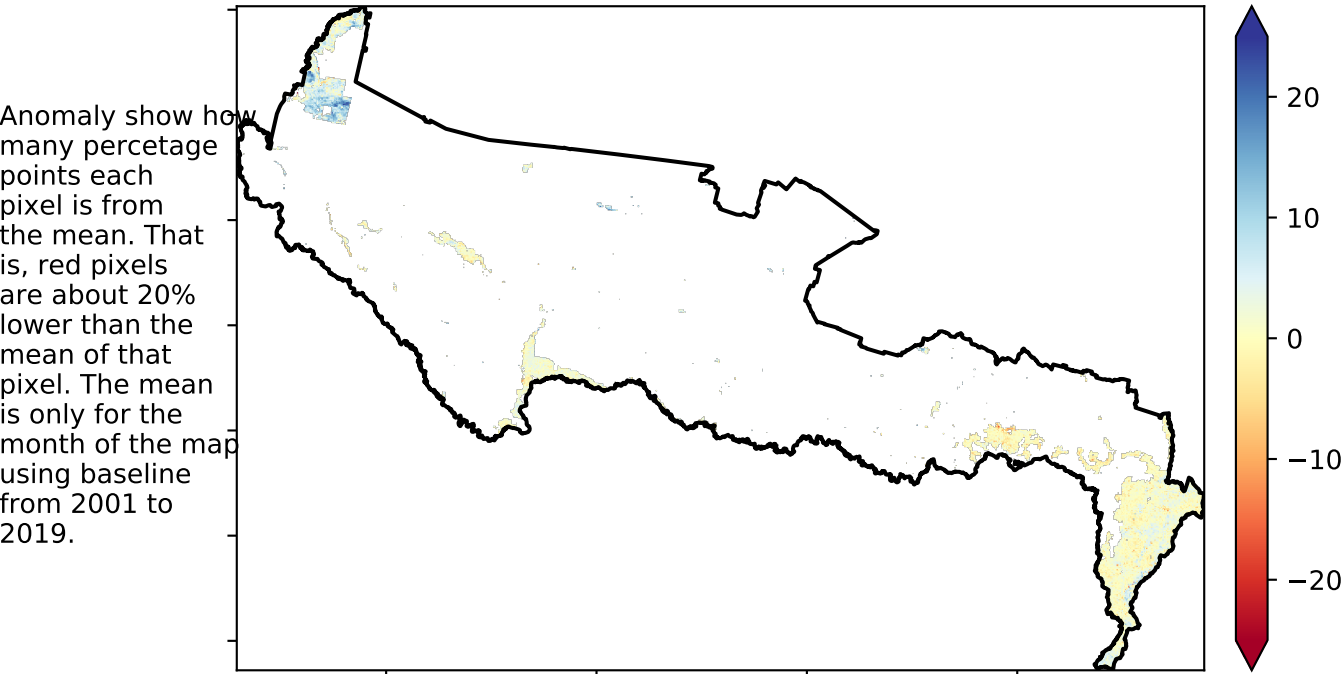 Anomaly show how
many percetage
points each
pixel is from
the mean. That
is, red pixels
are about 20%
lower than the
mean of that
pixel. The mean
is only for the
month of the map
using baseline
from 2001 to
2019.
20
10
0
−10
−20